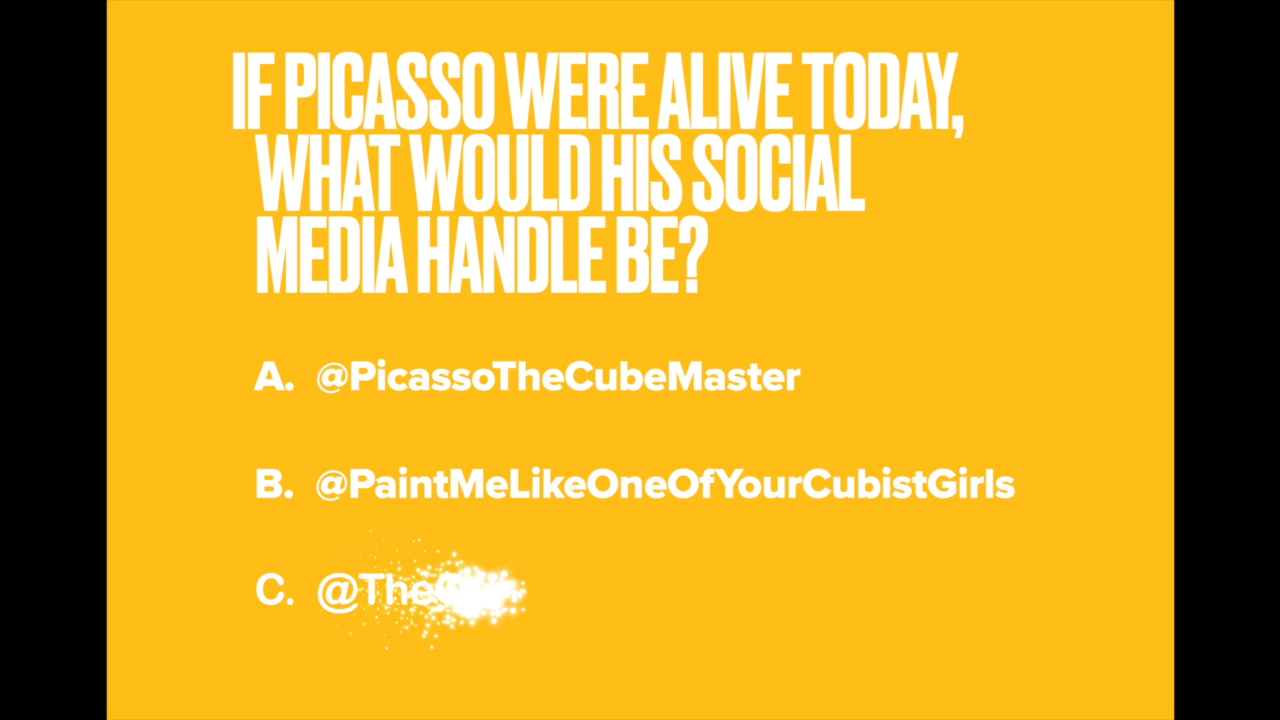 IF PICASSO WERE ALIVE TODAY,
WHAT WOULD HIS SOCIAL
MEDIA HANDLE BE?
A. @PicassoTheCubeMaster
B. @PaintMeLikeOneOfYourCubistGirls
C.